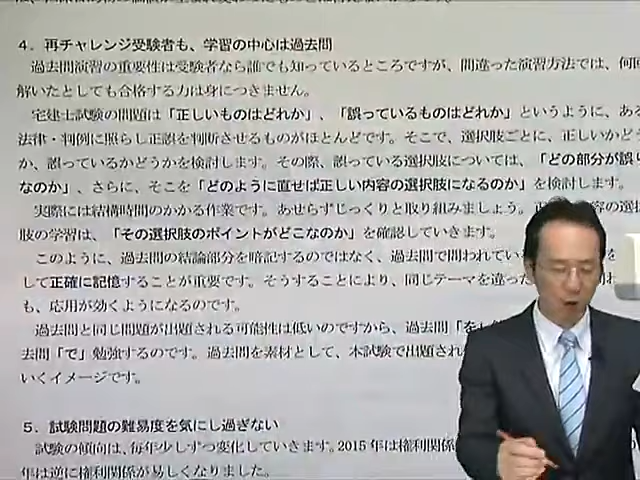 4．再チャレンジ受験者も、学習の中心は過去問
過去問演習の重要性は受験者なら誰でも知っているところですが、間違った演習方法では、何回
解いたとしても合格する力は身につきません。
宅建士試験の問題は「正しいものはどれか」、「誤っているものはどれか」というように、ある
法律・判例に照らし正誤を判断させるものがほとんどです。そこで、選択肢ごとに、正しいかどう
か、誤っているかどうかを検討します。その際、誤っている選択肢については、「どの部分が誤り
なのか」、さらに、そこを「どのように直せば正しい内容の選択肢になるのか」を検討します。
実際には結構時間のかかる作業です。あせらずじっくりと取り組みましょう。正 内容の選
肢の学習は、「その選択肢のポイントがどこなのか」を確認していきます。
このように、過去問の結論部分を暗記するのではなく、過去問で問われてい を
して正確に記憶することが重要です。そうすることにより、同じテーマを違っ われ
も、応用が効くようになるのです。
過去問と同じ問題が出題される可能性は低いのですから、過去問「を」
去問「で」勉強するのです。過去問を素材として、本試験で出題され
いくイメージです。
5．試験問題の難易度を気にし過ぎない
試験の傾向は、毎年少しずつ変化していきます。2015 年は権利関係
年は逆に権利関係が易しくなりました。